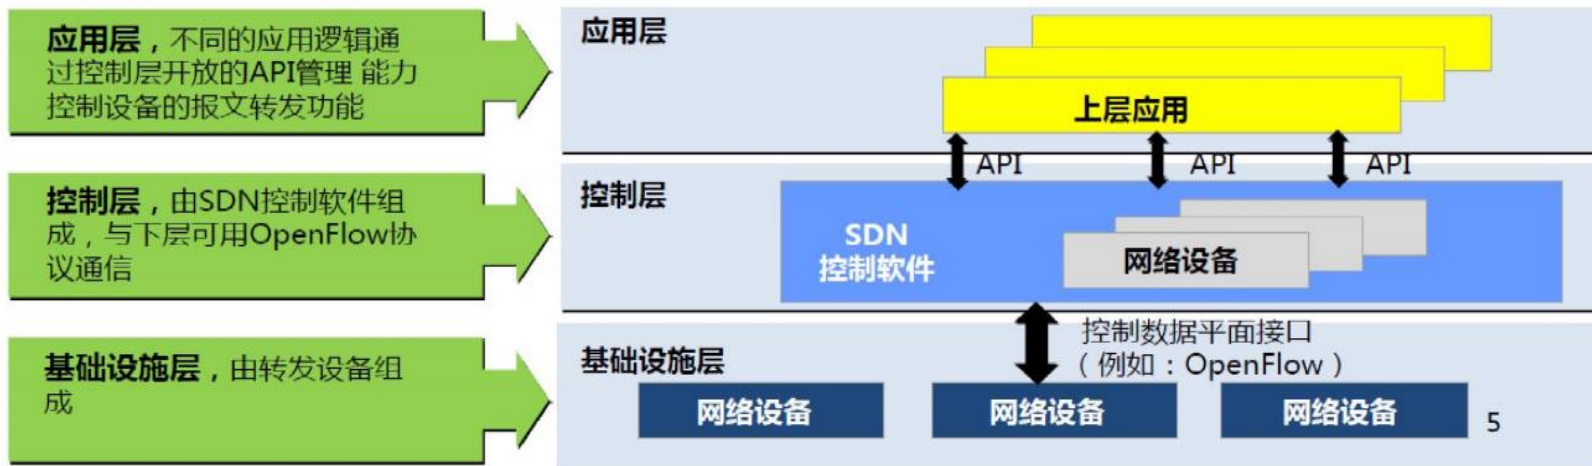 应用层，不同的应用逻辑通
过控制层开放的API管理 能力
控制设备的报文转发功能
应用层
上层应用
API
API
API
控制层，由SDN控制软件组
成，与下层可用OpenFlow协
议通信
控制层
SDN
控制软件
网络设备
控制数据平面接口
（例如：OpenFlow）
基础设施层，由转发设备组
成
基础设施层
网络设备
网络设备
网络设备
5